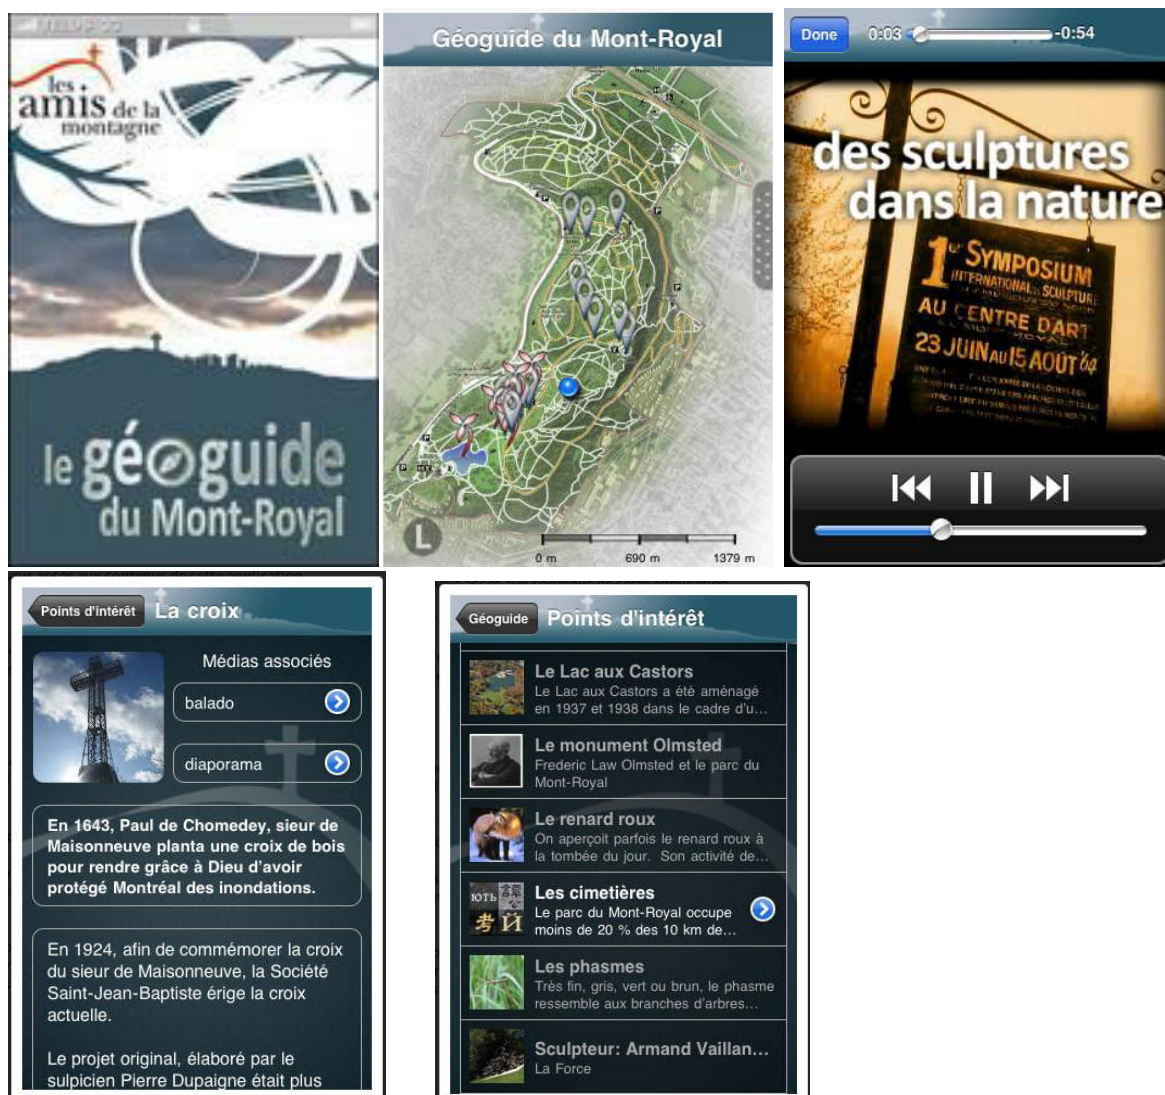 TELUS 3G
les
amis de la
montagne
le géoguide
du Mont-Royal
Géoguide du Mont-Royal
L
0 m
690 m
1379 m
Done
0:03
-0:54
des sculptures
dans la nature
1er SYMPOSIUM
INTERNATIONAL SCULPTURE
AU CENTRE D'ART
23 JUIN AU 15 AOÛT '64
Points d'intérêt
La croix
Médias associés
balado
diaporama
En 1643, Paul de Chomedey, sieur de
Maisonneuve planta une croix de bois
pour rendre grâce à Dieu d'avoir
protégé Montréal des inondations.
En 1924, afin de commémorer la croix
du sieur de Maisonneuve, la Société
Saint-Jean-Baptiste érige la croix
actuelle.
Le projet original, élaboré par le
sulpicien Pierre Dupaigne était plus
Géoguide
Points d'intérêt
Le Lac aux Castors
Le Lac aux Castors a été aménagé
en 1937 et 1938 dans le cadre d'u...
Le monument Olmsted
Frederic Law Olmsted et le parc du
Mont-Royal
Le renard roux
On aperçoit parfois le renard roux à
la tombée du jour. Son activité de...
Les cimetières
Le parc du Mont-Royal occupe
moins de 20 % des 10 km de...
Les phasmes
Très fin, gris, vert ou brun, le phasme
ressemble aux branches d'arbres...
Sculpteur: Armand Vaillan...
La Force